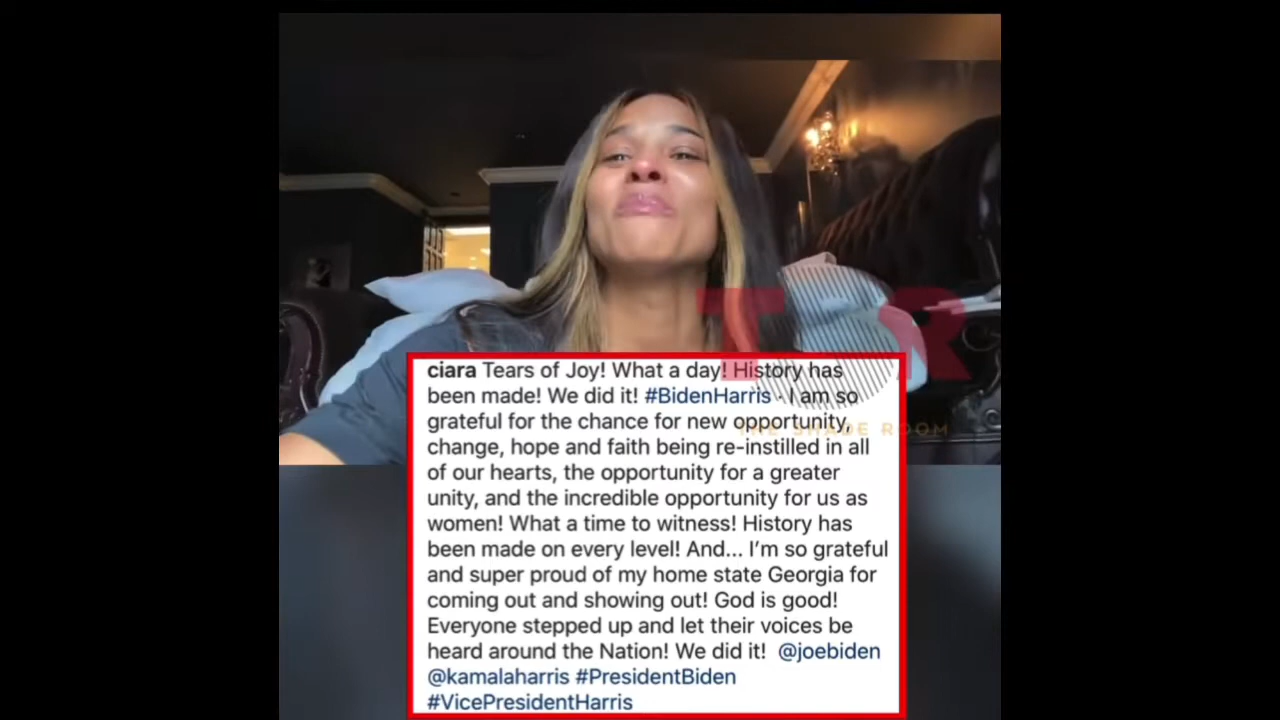 TSR
THE SHADE ROOM
ciara Tears of Joy! What a day! History has
been made! We did it! #BidenHarris · I am so
grateful for the chance for new opportunity,
change, hope and faith being re-instilled in all
of our hearts, the opportunity for a greater
unity, and the incredible opportunity for us as
women! What a time to witness! History has
been made on every level! And... I’m so grateful
and super proud of my home state Georgia for
coming out and showing out! God is good!
Everyone stepped up and let their voices be
heard around the Nation! We did it! @joebiden
@kamalaharris #PresidentBiden
#VicePresidentHarris